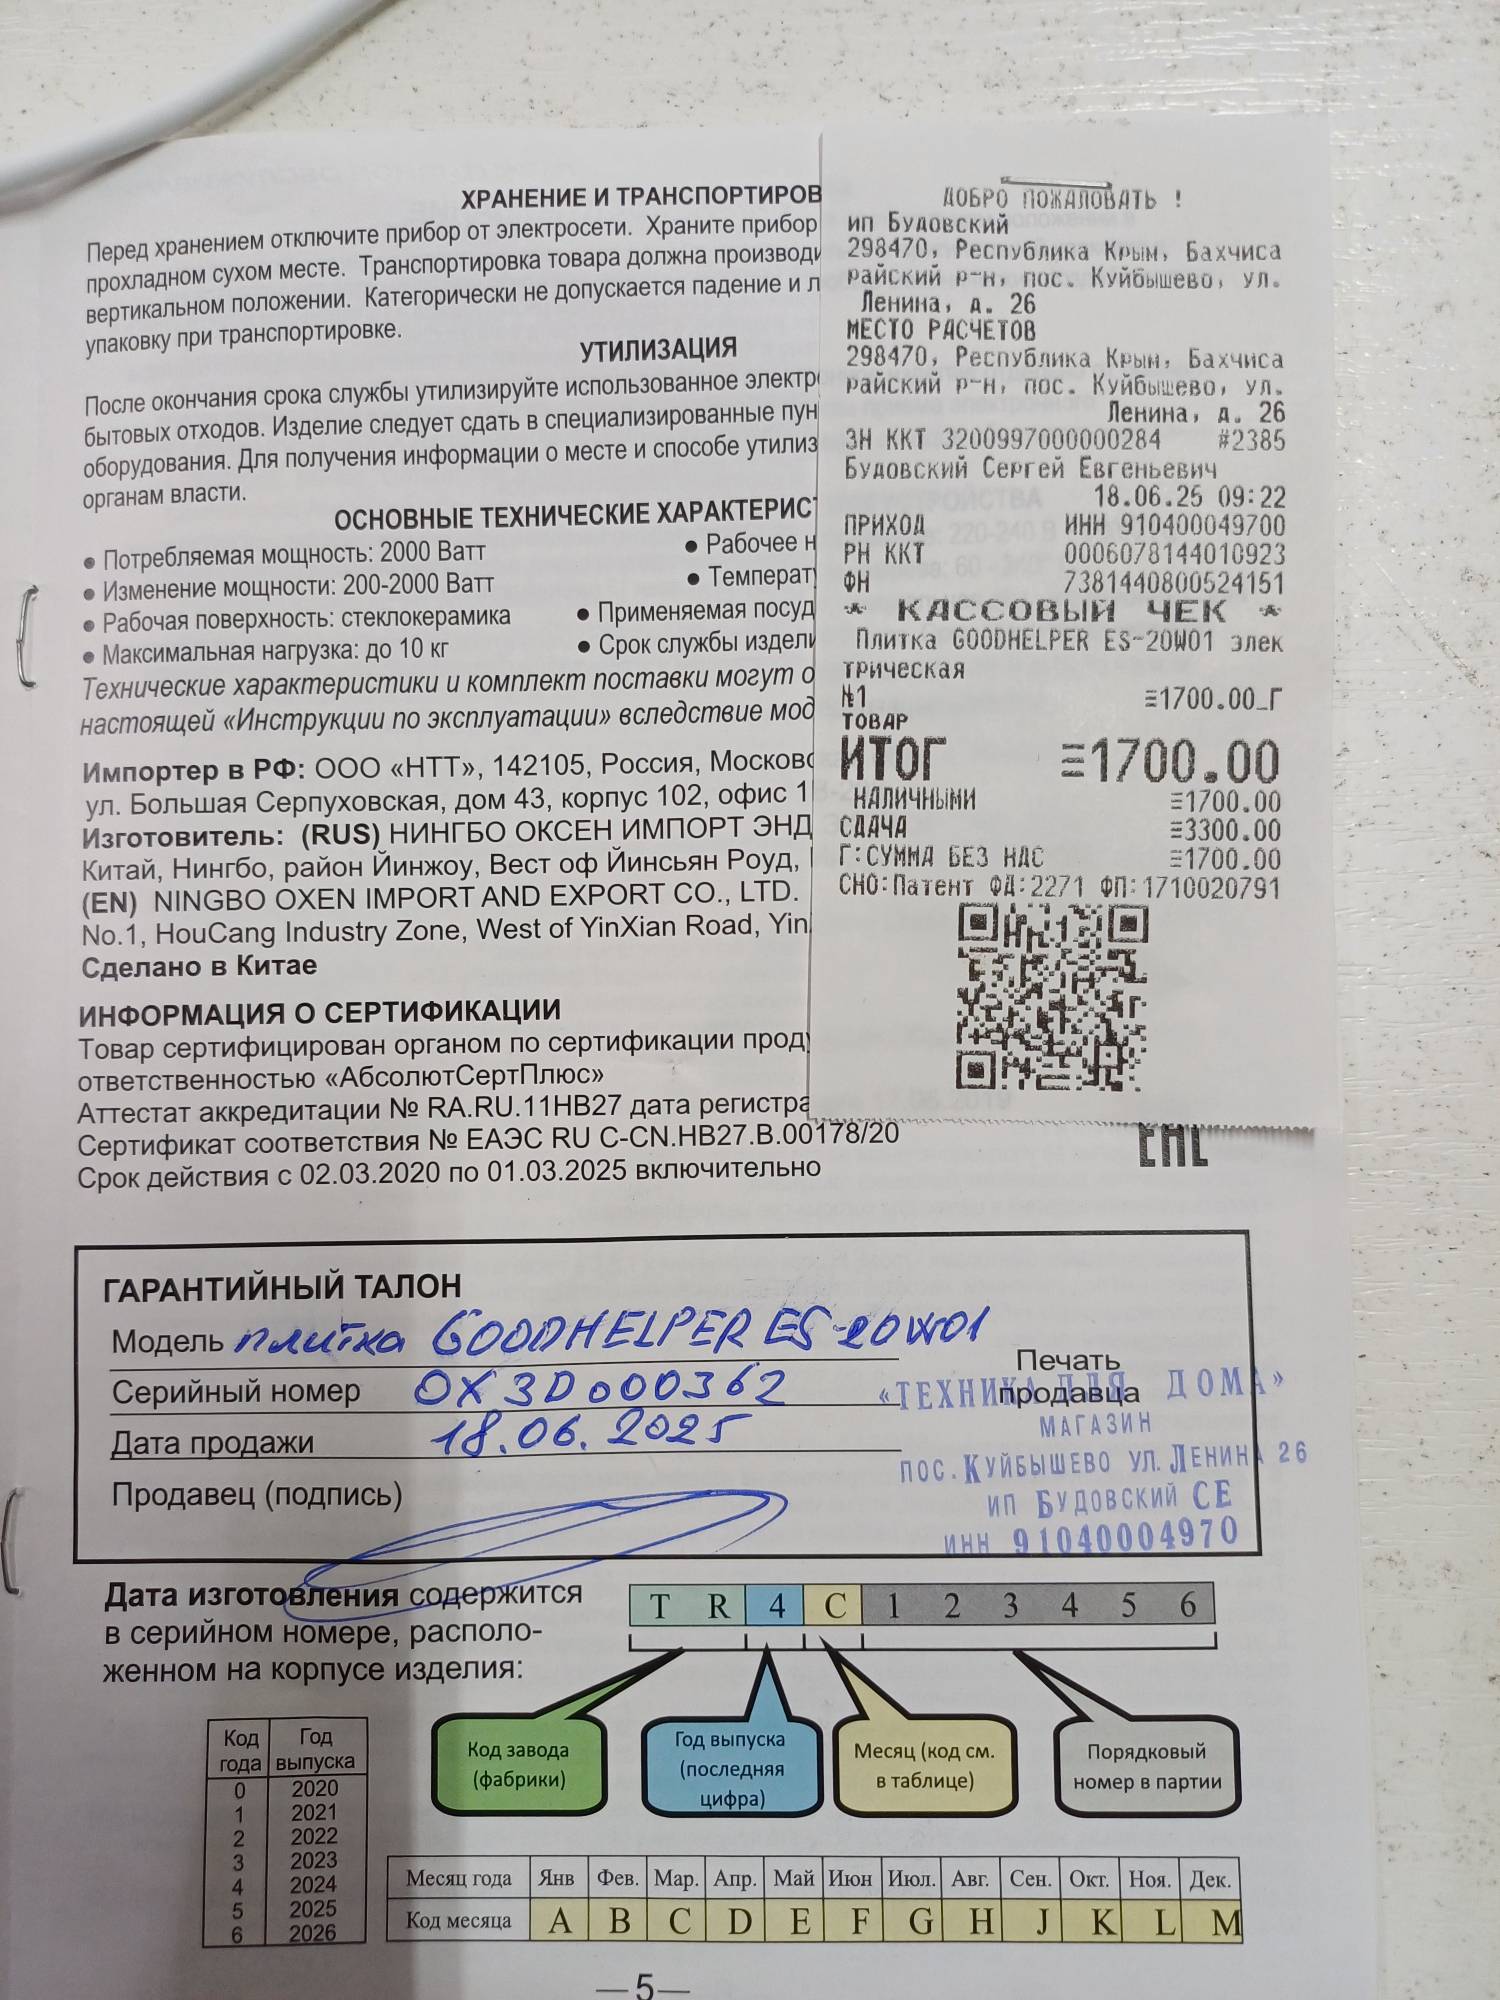 ХРАНЕНИЕ И ТРАНСПОРТИРОВ
Перед хранением отключите прибор от электросети. Храните прибор
прохладном сухом месте. Транспортировка товара должна производи
вертикальном положении. Категорически не допускается падение и
упаковку при транспортировке.
УТИЛИЗАЦИЯ
После окончания срока службы утилизируйте использованное электр
бытовых отходов. Изделие следует сдать в специализированные пун
оборудования. Для получения информации о месте и способе утилиз
органам власти.
ОСНОВНЫЕ ТЕХНИЧЕСКИЕ ХАРАКТЕРИС
● Потребляемая мощность: 2000 Ватт
● Рабочее н
● Изменение мощности: 200-2000 Ватт
● Температ
● Рабочая поверхность: стеклокерамика
● Применяемая посуд
● Максимальная нагрузка: до 10 кг
● Срок службы издели
Технические характеристики и комплект поставки могут о
настоящей «Инструкции по эксплуатации» вследствие мод
Импортер в РФ: ООО «НТТ», 142105, Россия, Московс
ул. Большая Серпуховская, дом 43, корпус 102, офис 1
Изготовитель: (RUS) НИНГБО ОКСЕН ИМПОРТ ЭНД
Китай, Нингбо, район Йинжоу, Вест оф Йинсьян Роуд,
(EN) NINGBO OXEN IMPORT AND EXPORT CO., LTD.
No.1, HouCang Industry Zone, West of YinXian Road, Yin
Сделано в Китае
ИНФОРМАЦИЯ О СЕРТИФИКАЦИИ
Товар сертифицирован органом по сертификации прод
ответственностью «АбсолютСертПлюс»
Аттестат аккредитации № RA.RU.11НВ27 дата регистра
Сертификат соответствия № ЕАЭС RU C-CN.НВ27.В.00178/20
Срок действия с 02.03.2020 по 01.03.2025 включительно
ДОБРО ПОЖАЛОВАТЬ !
ип Будовский
298470, Республика Крым, Бахчиса
райский р-н, пос. Куйбышево, ул.
Ленина, д. 26
МЕСТО РАСЧЕТОВ
298470, Республика Крым, Бахчиса
райский р-н, пос. Куйбышево, ул.
Ленина, д. 26
ЗН ККТ 3200997000000284 #2385
Будовский Сергей Евгеньевич
18.06.25 09:22
ПРИХОД ИНН 910400049700
РН ККТ 0006078144010923
ФН 7381440800524151
* КАССОВЫЙ ЧЕК *
Плитка GOODHELPER ES-20W01 элек
трическая
№1 ≡1700.00_Г
ТОВАР
ИТОГ ≡1700.00
НАЛИЧНЫМИ ≡1700.00
СДАЧА ≡3300.00
Г:СУММА БЕЗ НДС ≡1700.00
СНО:Патент ФД:2271 ФП:1710020791
EAC
ГАРАНТИЙНЫЙ ТАЛОН
Модель плитка GOODHELPER ES-20W01
Серийный номер OX3D000362
Дата продажи 18.06.2025
Продавец (подпись)
Печать
продавца
«ТЕХНИКА ДЛЯ ДОМА»
МАГАЗИН
ПОС. КУЙБЫШЕВО УЛ. ЛЕНИНА 26
ИП БУДОВСКИЙ СЕ
ИНН 91040004970
Дата изготовления содержится
в серийном номере, располо-
женном на корпусе изделия:
T R 4 C 1 2 3 4 5 6
Код завода
(фабрики)
Год выпуска
(последняя
цифра)
Месяц (код см.
в таблице)
Порядковый
номер в партии
Код года Год выпуска
0 2020
1 2021
2 2022
3 2023
4 2024
5 2025
6 2026
Месяц года Янв Фев. Мар. Апр. Май Июн Июл. Авг. Сен. Окт. Ноя. Дек.
Код месяца A B C D E F G H J K L M
—5—